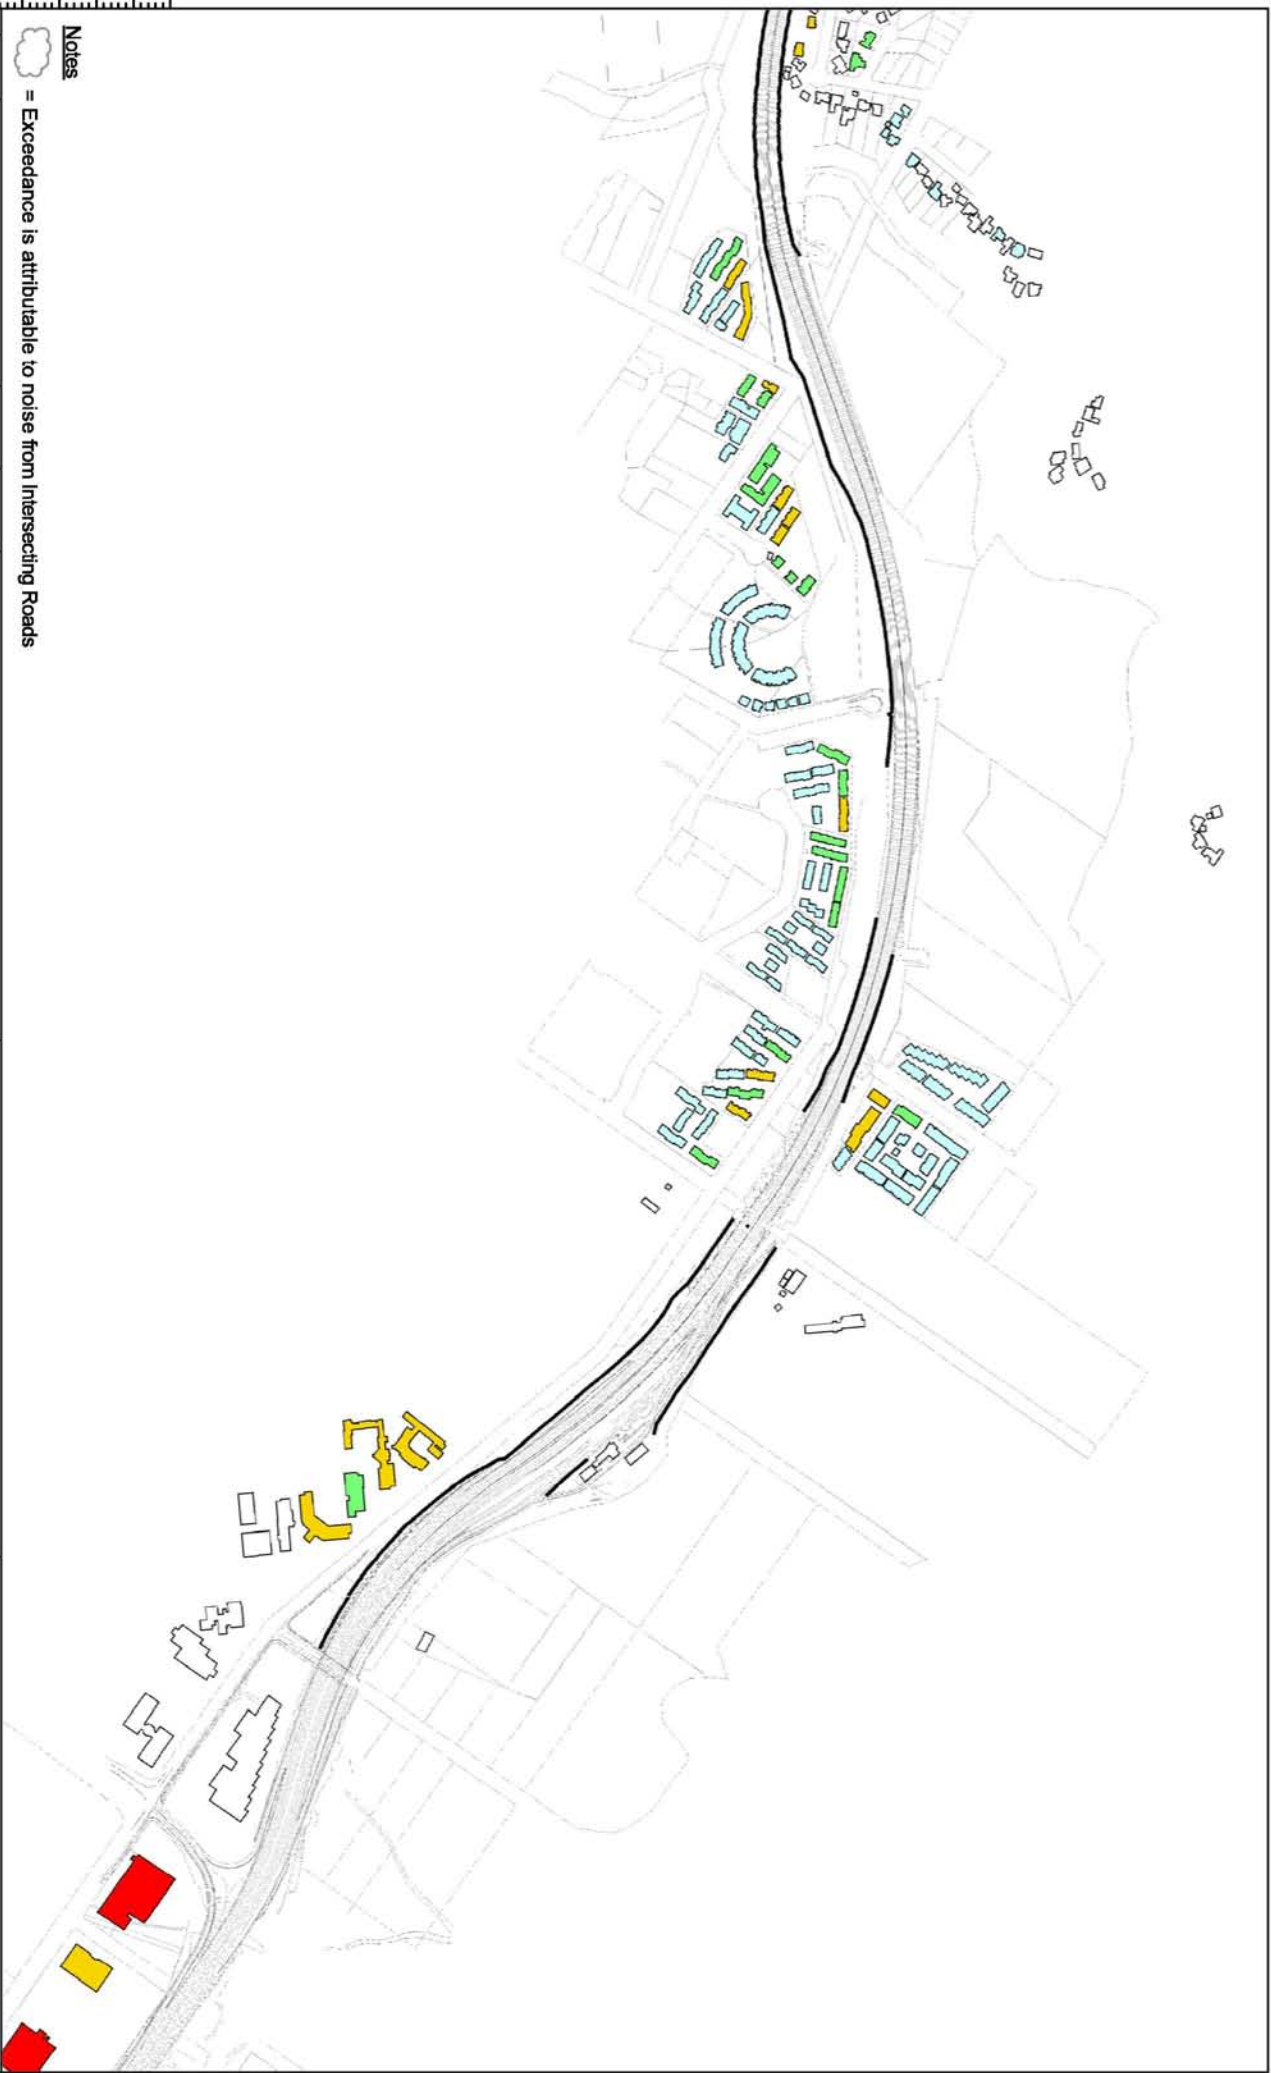 Notes
= Exceedance is attributable to noise from Intersecting Roads